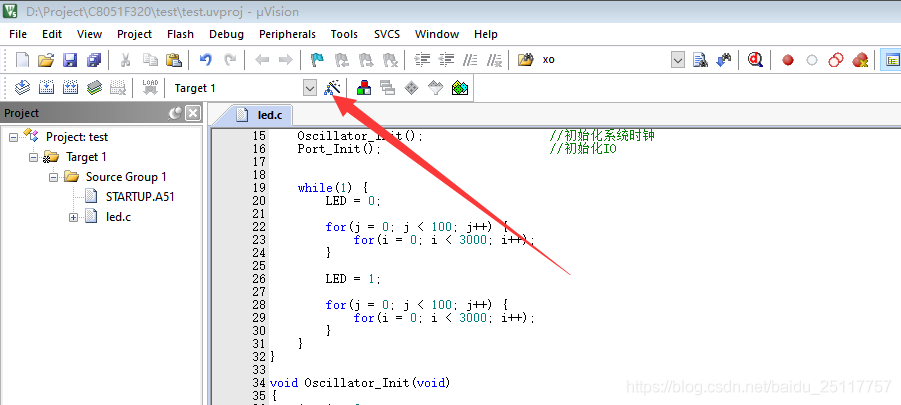 D:\Project\C8051F320\test\test.uvproj - µVision
File Edit View Project Flash Debug Peripherals Tools SVCS Window Help
xo
LOAD Target 1
Project
led.c
Project: test
Target 1
Source Group 1
STARTUP.A51
led.c
15 Oscillator_Init(); //初始化系统时钟
16 Port_Init(); //初始化IO
17
18
19 while(1) {
20 LED = 0;
21
22 for(j = 0; j < 100; j++) {
23 for(i = 0; i < 3000; i++);
24 }
25
26 LED = 1;
27
28 for(j = 0; j < 100; j++) {
29 for(i = 0; i < 3000; i++);
30 }
31 }
32 }
33
34 void Oscillator_Init(void)
35 {
https://blog.csdn.net/baidu_25117757